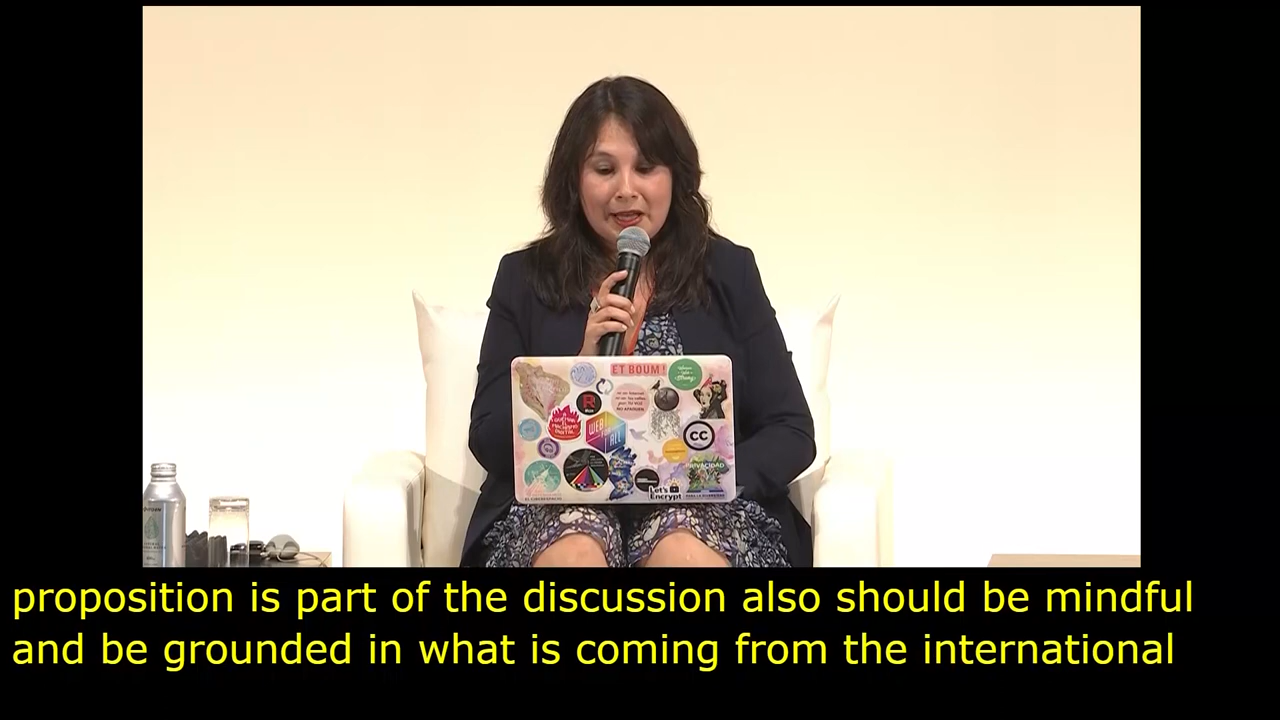 ET BOUM !
WEB
FOR
ALL
CC
PRIVACIDAD
Let's
Encrypt
proposition is part of the discussion also should be mindful
and be grounded in what is coming from the international